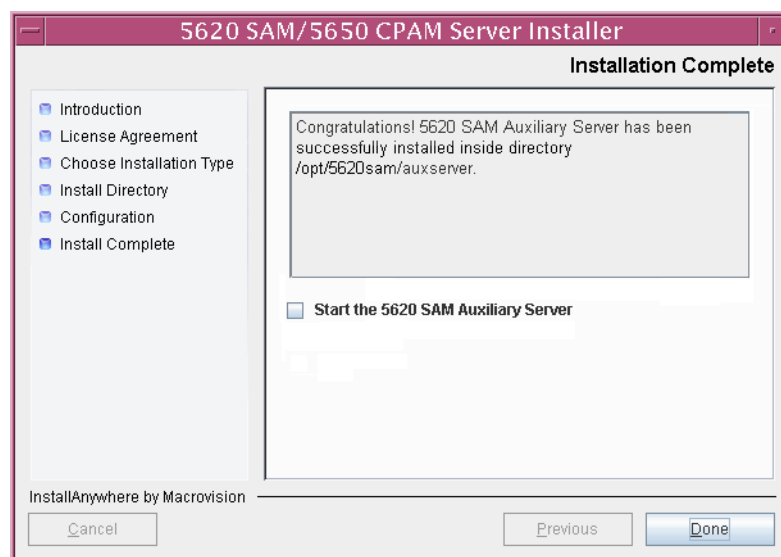 5620 SAM/5650 CPAM Server Installer
Installation Complete
Introduction
License Agreement
Choose Installation Type
Install Directory
Configuration
Install Complete
Congratulations! 5620 SAM Auxiliary Server has been
successfully installed inside directory
/opt/5620sam/auxserver.
Start the 5620 SAM Auxiliary Server
InstallAnywhere by Macrovision
Cancel
Previous
Done